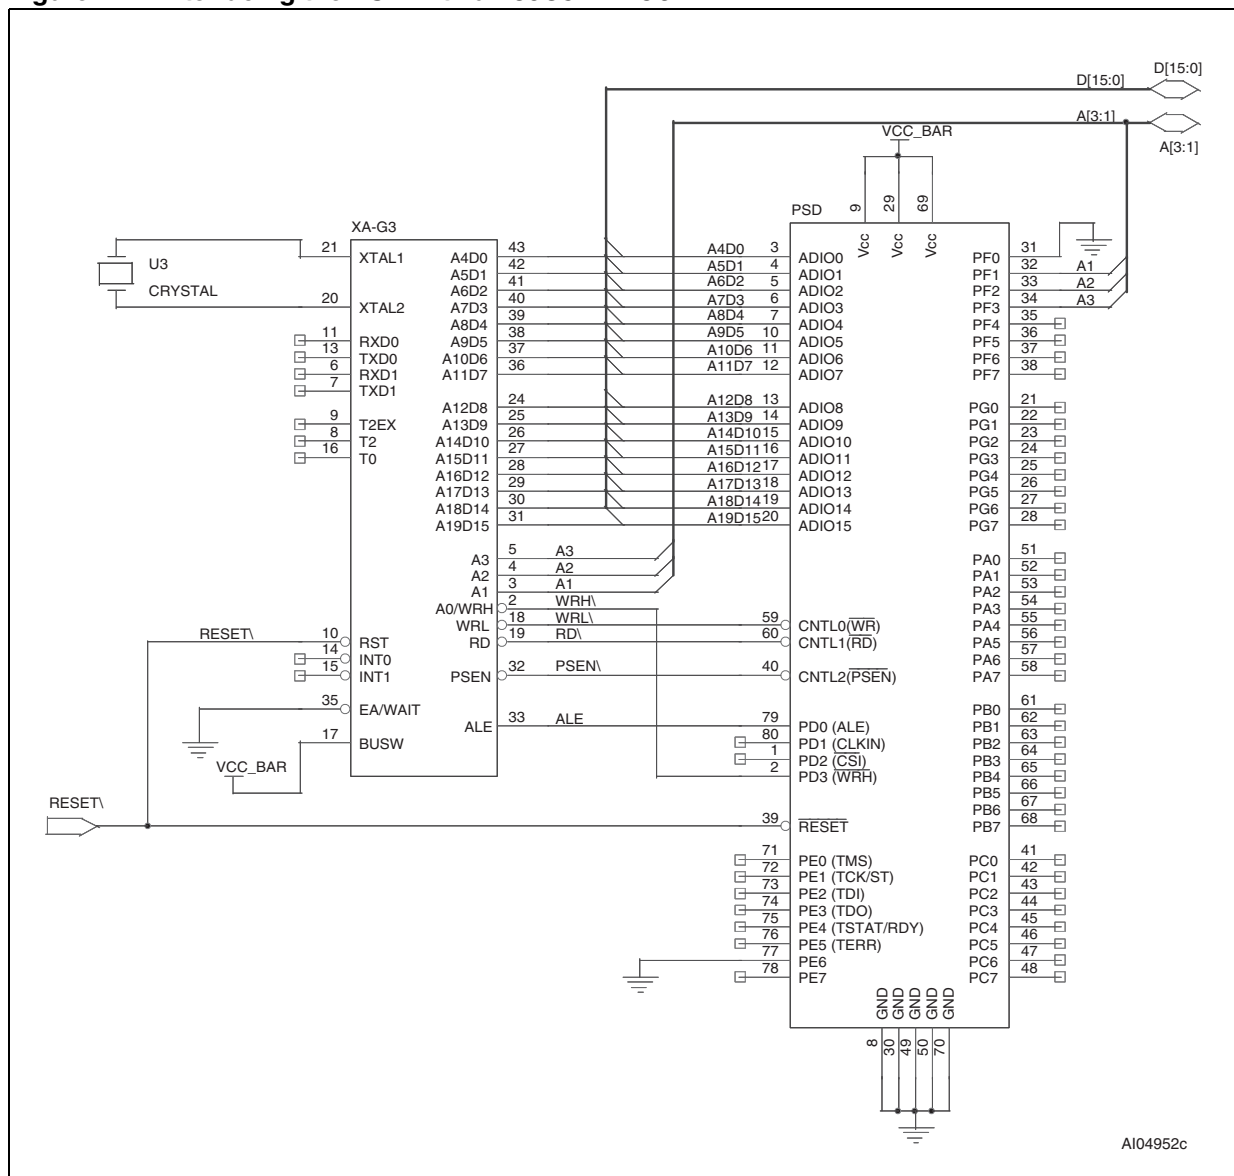 D[15:0]
D[15:0]
A[3:1]
A[3:1]
VCC_BAR
XA-G3
PSD
9
29
69
Vcc
Vcc
Vcc
U3
CRYSTAL
21 XTAL1
20 XTAL2
11 RXD0
13 TXD0
6 RXD1
7 TXD1
9 T2EX
8 T2
16 T0
RESET\ 10 RST
14 INT0
15 INT1
35 EA/WAIT
17 BUSW
VCC_BAR
RESET\
A4D0 43 A4D0 3 ADIO0
A5D1 42 A5D1 4 ADIO1
A6D2 41 A6D2 5 ADIO2
A7D3 40 A7D3 6 ADIO3
A8D4 39 A8D4 7 ADIO4
A9D5 38 A9D5 10 ADIO5
A10D6 37 A10D6 11 ADIO6
A11D7 36 A11D7 12 ADIO7
A12D8 24 A12D8 13 ADIO8
A13D9 25 A13D9 14 ADIO9
A14D10 26 A14D10 15 ADIO10
A15D11 27 A15D11 16 ADIO11
A16D12 28 A16D12 17 ADIO12
A17D13 29 A17D13 18 ADIO13
A18D14 30 A18D14 19 ADIO14
A19D15 31 A19D15 20 ADIO15
A3 5 A3
A2 4 A2
A1 3 A1
A0/WRH 2 WRH\
WRL 18 WRL\ 59 CNTL0(WR)
RD 19 RD\ 60 CNTL1(RD)
PSEN 32 PSEN\ 40 CNTL2(PSEN)
ALE 33 ALE 79 PD0 (ALE)
80 PD1 (CLKIN)
1 PD2 (CSI)
2 PD3 (WRH)
39 RESET
71 PE0 (TMS)
72 PE1 (TCK/ST)
73 PE2 (TDI)
74 PE3 (TDO)
75 PE4 (TSTAT/RDY)
76 PE5 (TERR)
77 PE6
78 PE7
PF0 31
PF1 32 A1
PF2 33 A2
PF3 34 A3
PF4 35
PF5 36
PF6 37
PF7 38
PG0 21
PG1 22
PG2 23
PG3 24
PG4 25
PG5 26
PG6 27
PG7 28
PA0 51
PA1 52
PA2 53
PA3 54
PA4 55
PA5 56
PA6 57
PA7 58
PB0 61
PB1 62
PB2 63
PB3 64
PB4 65
PB5 66
PB6 67
PB7 68
PC0 41
PC1 42
PC2 43
PC3 44
PC4 45
PC5 46
PC6 47
PC7 48
GND
GND
GND
GND
GND
8
30
49
50
70
AI04952c